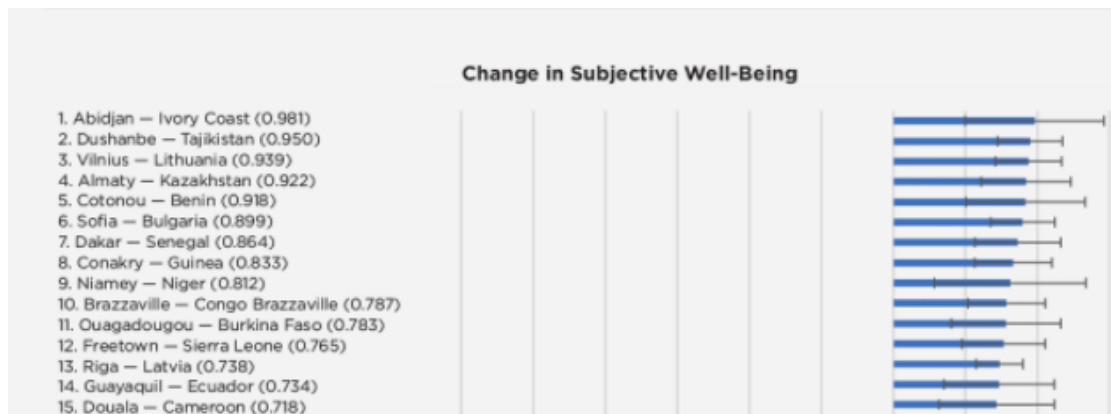 Change in Subjective Well-Being
1. Abidjan — Ivory Coast (0.981)
2. Dushanbe — Tajikistan (0.950)
3. Vilnius — Lithuania (0.939)
4. Almaty — Kazakhstan (0.922)
5. Cotonou — Benin (0.918)
6. Sofia — Bulgaria (0.899)
7. Dakar — Senegal (0.864)
8. Conakry — Guinea (0.833)
9. Niamey — Niger (0.812)
10. Brazzaville — Congo Brazzaville (0.787)
11. Ouagadougou — Burkina Faso (0.783)
12. Freetown — Sierra Leone (0.765)
13. Riga — Latvia (0.738)
14. Guayaquil — Ecuador (0.734)
15. Douala — Cameroon (0.718)